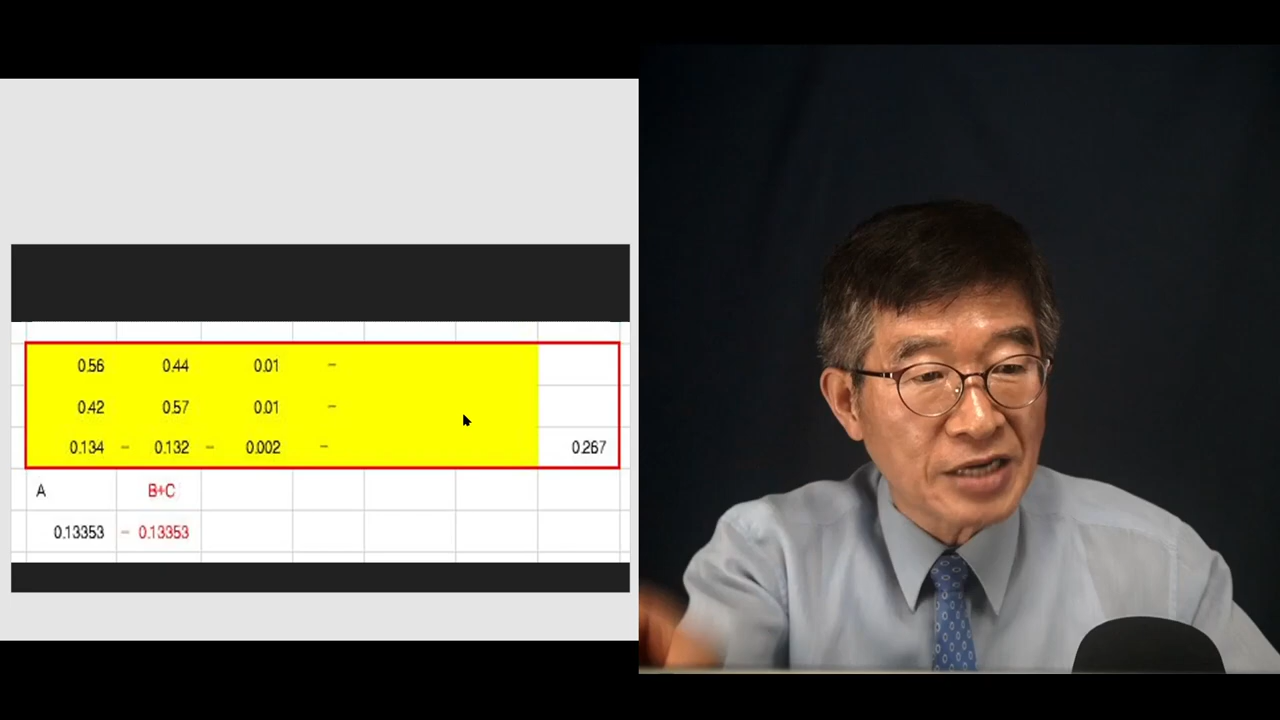 0.56 0.44 0.01 -
0.42 0.57 0.01 -
0.134 - 0.132 - 0.002 - 0.267
A B+C
0.13353 - 0.13353